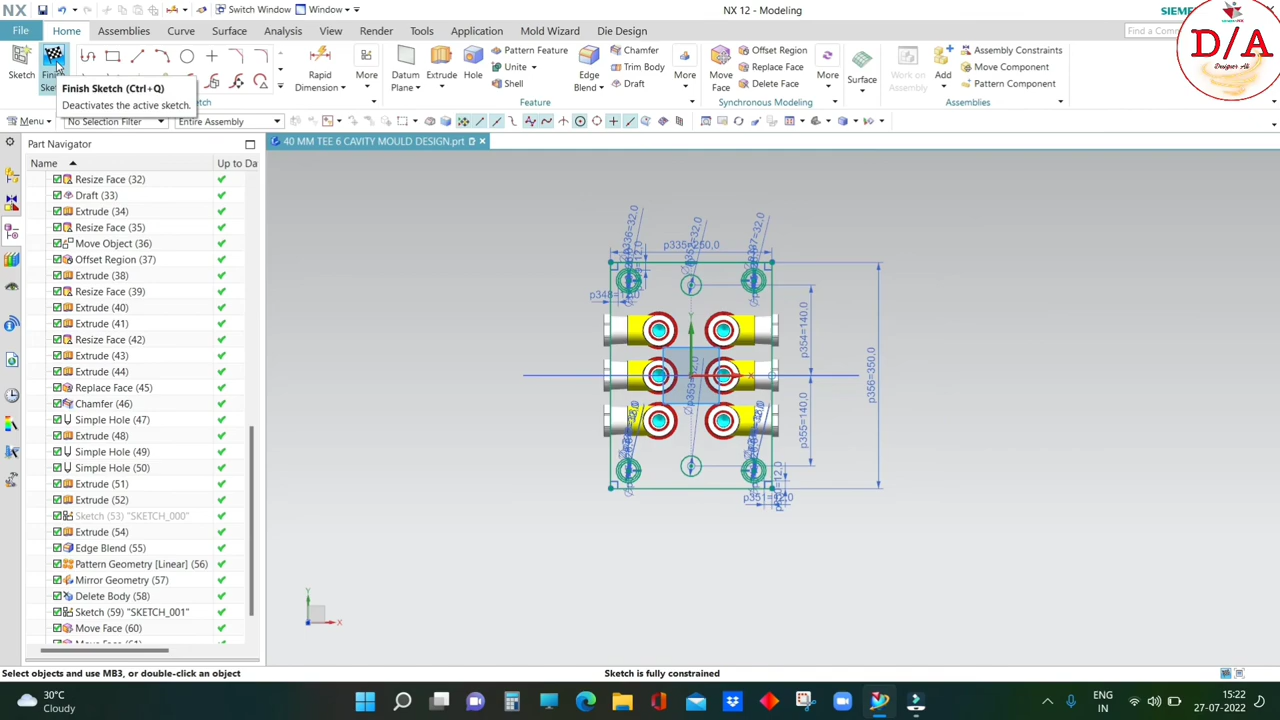 NX
Switch Window
Window
NX 12 - Modeling
SIEME
File
Home
Assemblies
Curve
Surface
Analysis
View
Render
Tools
Application
Mold Wizard
Die Design
Find a Comm
D/A
Designer Ali
Sketch
Rapid Dimension
More
Datum Plane
Extrude
Hole
Pattern Feature
Unite
Shell
Edge Blend
Chamfer
Trim Body
Draft
More
Move Face
Offset Region
Replace Face
Delete Face
More
Surface
Work on Assembly
Add
Assembly Constraints
Move Component
Pattern Component
Feature
Synchronous Modeling
Assemblies
Finish Sketch (Ctrl+Q)
Deactivates the active sketch.
Menu
No Selection Filter
Entire Assembly
Part Navigator
40 MM TEE 6 CAVITY MOULD DESIGN.prt
Name
Up to Da
Resize Face (32)
Draft (33)
Extrude (34)
Resize Face (35)
Move Object (36)
Offset Region (37)
Extrude (38)
Resize Face (39)
Extrude (40)
Extrude (41)
Resize Face (42)
Extrude (43)
Extrude (44)
Replace Face (45)
Chamfer (46)
Simple Hole (47)
Extrude (48)
Simple Hole (49)
Simple Hole (50)
Extrude (51)
Extrude (52)
Sketch (53) "SKETCH_000"
Extrude (54)
Edge Blend (55)
Pattern Geometry [Linear] (56)
Mirror Geometry (57)
Delete Body (58)
Sketch (59) "SKETCH_001"
Move Face (60)
p335=250,0
p354=140,0
p356=350,0
p355=140,0
Y
X
Select objects and use MB3, or double-click an object
Sketch is fully constrained
30°C
Cloudy
ENG
IN
15:22
27-07-2022